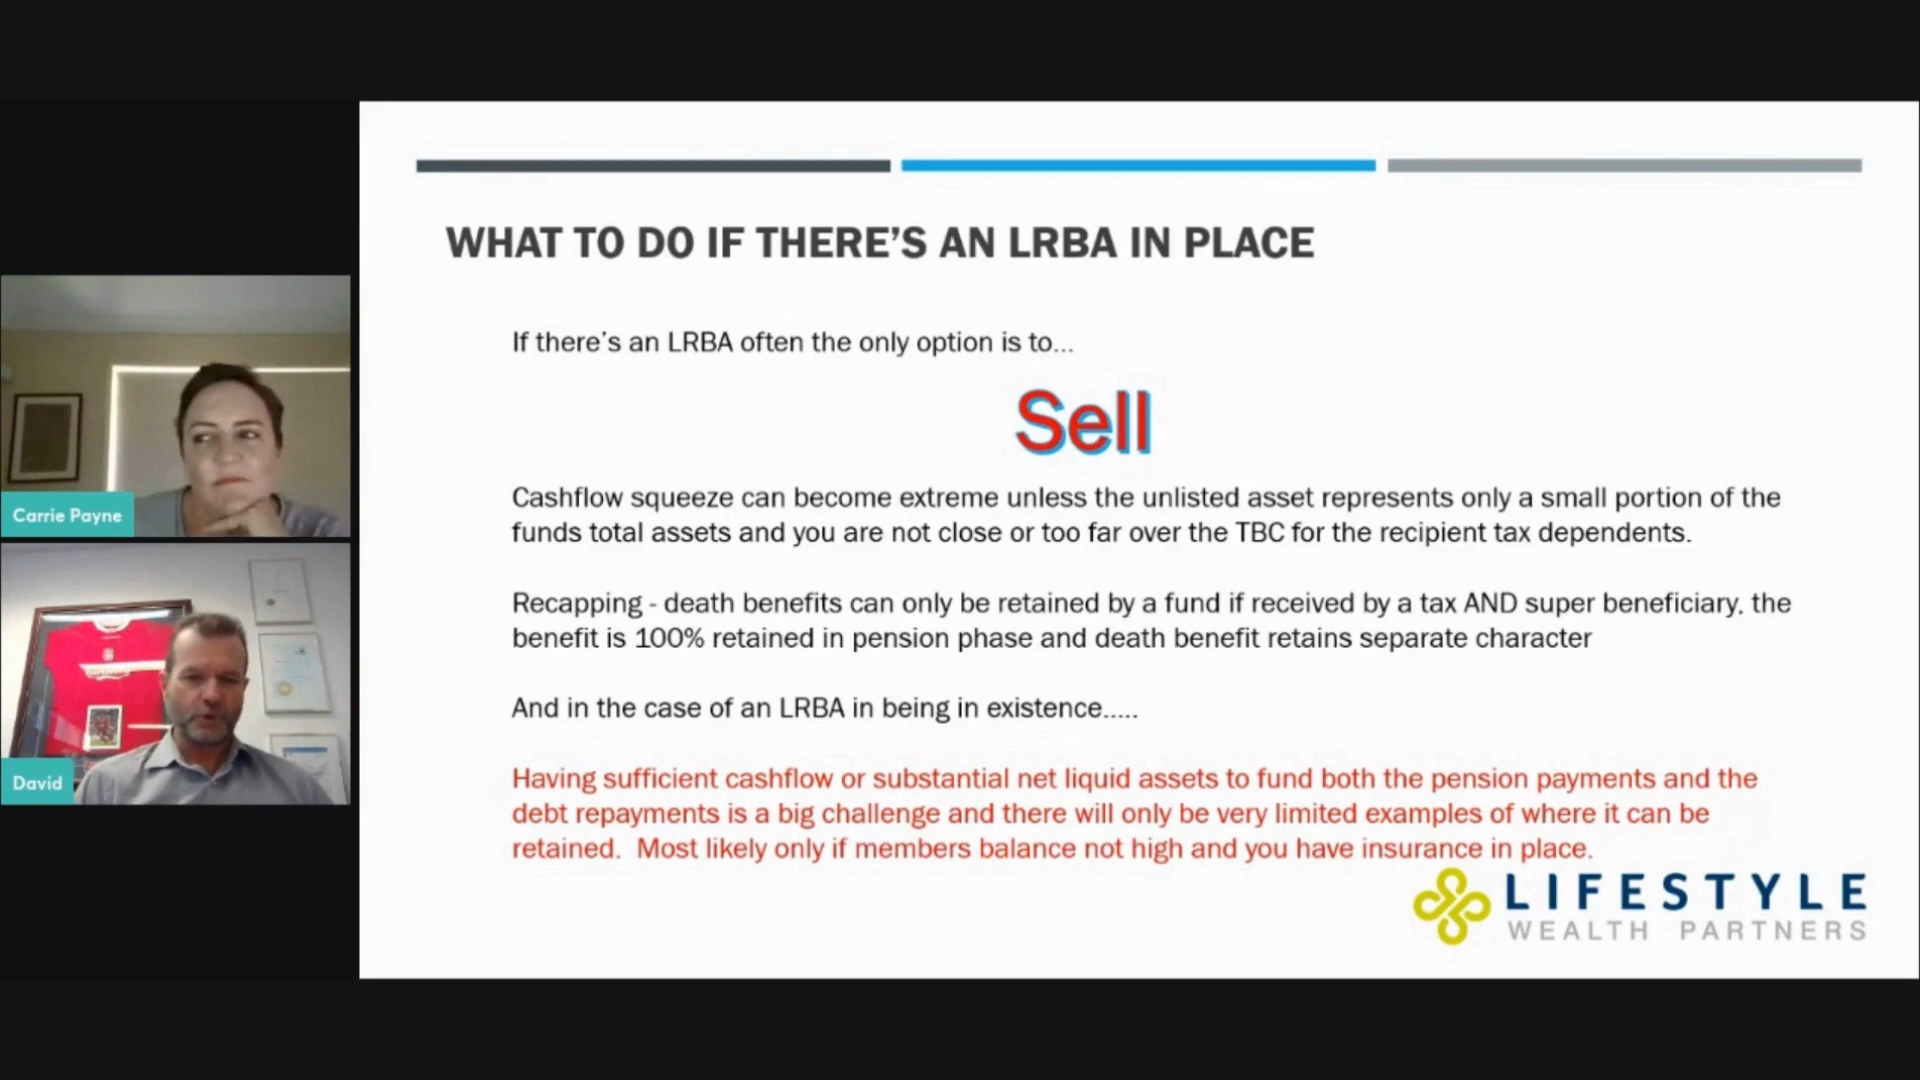 WHAT TO DO IF THERE’S AN LRBA IN PLACE
If there’s an LRBA often the only option is to...
Sell
Cashflow squeeze can become extreme unless the unlisted asset represents only a small portion of the
funds total assets and you are not close or too far over the TBC for the recipient tax dependents.
Recapping - death benefits can only be retained by a fund if received by a tax AND super beneficiary, the
benefit is 100% retained in pension phase and death benefit retains separate character
And in the case of an LRBA in being in existence.....
Having sufficient cashflow or substantial net liquid assets to fund both the pension payments and the
debt repayments is a big challenge and there will only be very limited examples of where it can be
retained.  Most likely only if members balance not high and you have insurance in place.
LIFESTYLE
WEALTH PARTNERS
Carrie Payne
David